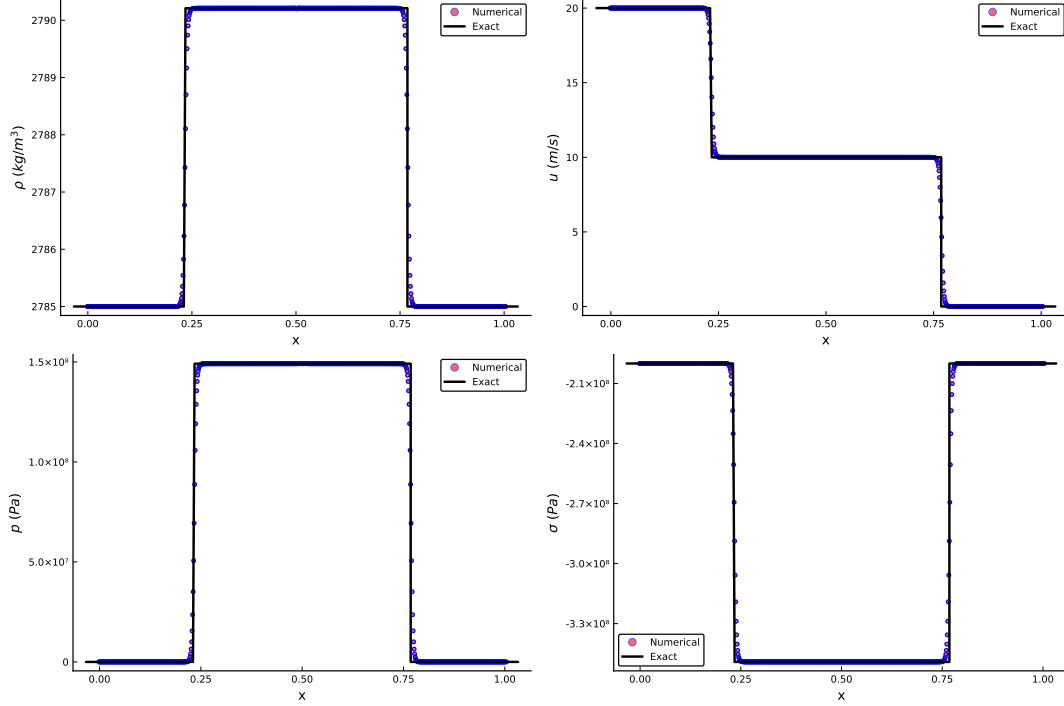 2790
2789
2788
2787
2786
2785
ρ (kg/m³)
0.00
0.25
0.50
0.75
1.00
x
Numerical
Exact
20
15
10
5
0
u (m/s)
0.00
0.25
0.50
0.75
1.00
x
Numerical
Exact
1.5×10⁸
1.0×10⁸
5.0×10⁷
0
p (Pa)
0.00
0.25
0.50
0.75
1.00
x
Numerical
Exact
-2.1×10⁸
-2.4×10⁸
-2.7×10⁸
-3.0×10⁸
-3.3×10⁸
σ (Pa)
0.00
0.25
0.50
0.75
1.00
x
Numerical
Exact